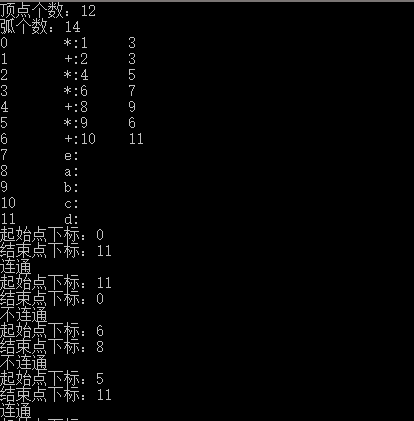 顶点个数：12
弧个数：14
0 *:1 3
1 +:2 3
2 *:4 5
3 *:6 7
4 +:8 9
5 *:9 6
6 +:10 11
7 e:
8 a:
9 b:
10 c:
11 d:
起始点下标：0
结束点下标：11
连通
起始点下标：11
结束点下标：0
不连通
起始点下标：6
结束点下标：8
不连通
起始点下标：5
结束点下标：11
连通